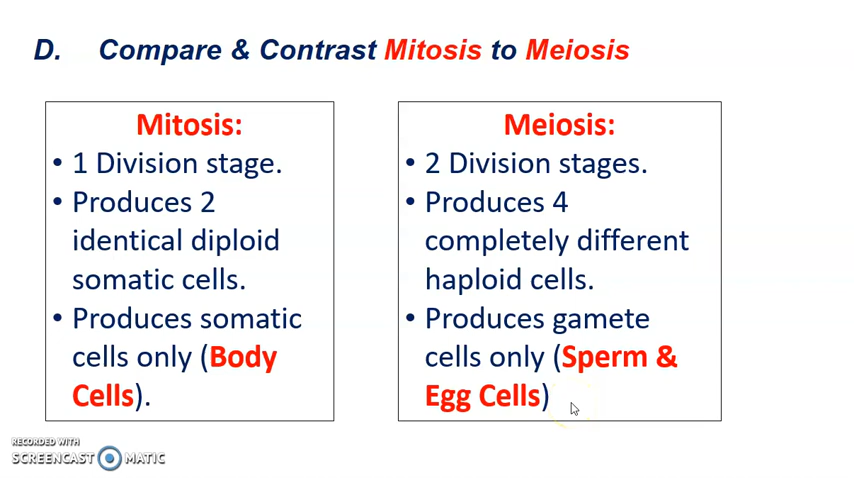 D. Compare & Contrast Mitosis to Meiosis
Mitosis:
• 1 Division stage.
• Produces 2
identical diploid
somatic cells.
• Produces somatic
cells only (Body
Cells).
Meiosis:
• 2 Division stages.
• Produces 4
completely different
haploid cells.
• Produces gamete
cells only (Sperm &
Egg Cells)
RECORDED WITH
SCREENCAST MATIC